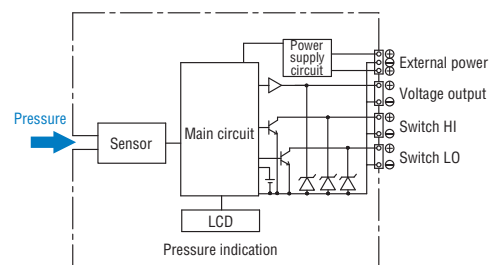 Power
supply
circuit
⊕
⊖
⊕
External power
⊕
Voltage output
⊖
Pressure
Sensor
Main circuit
⊕
Switch HI
⊖
⊕
Switch LO
⊖
LCD
Pressure indication